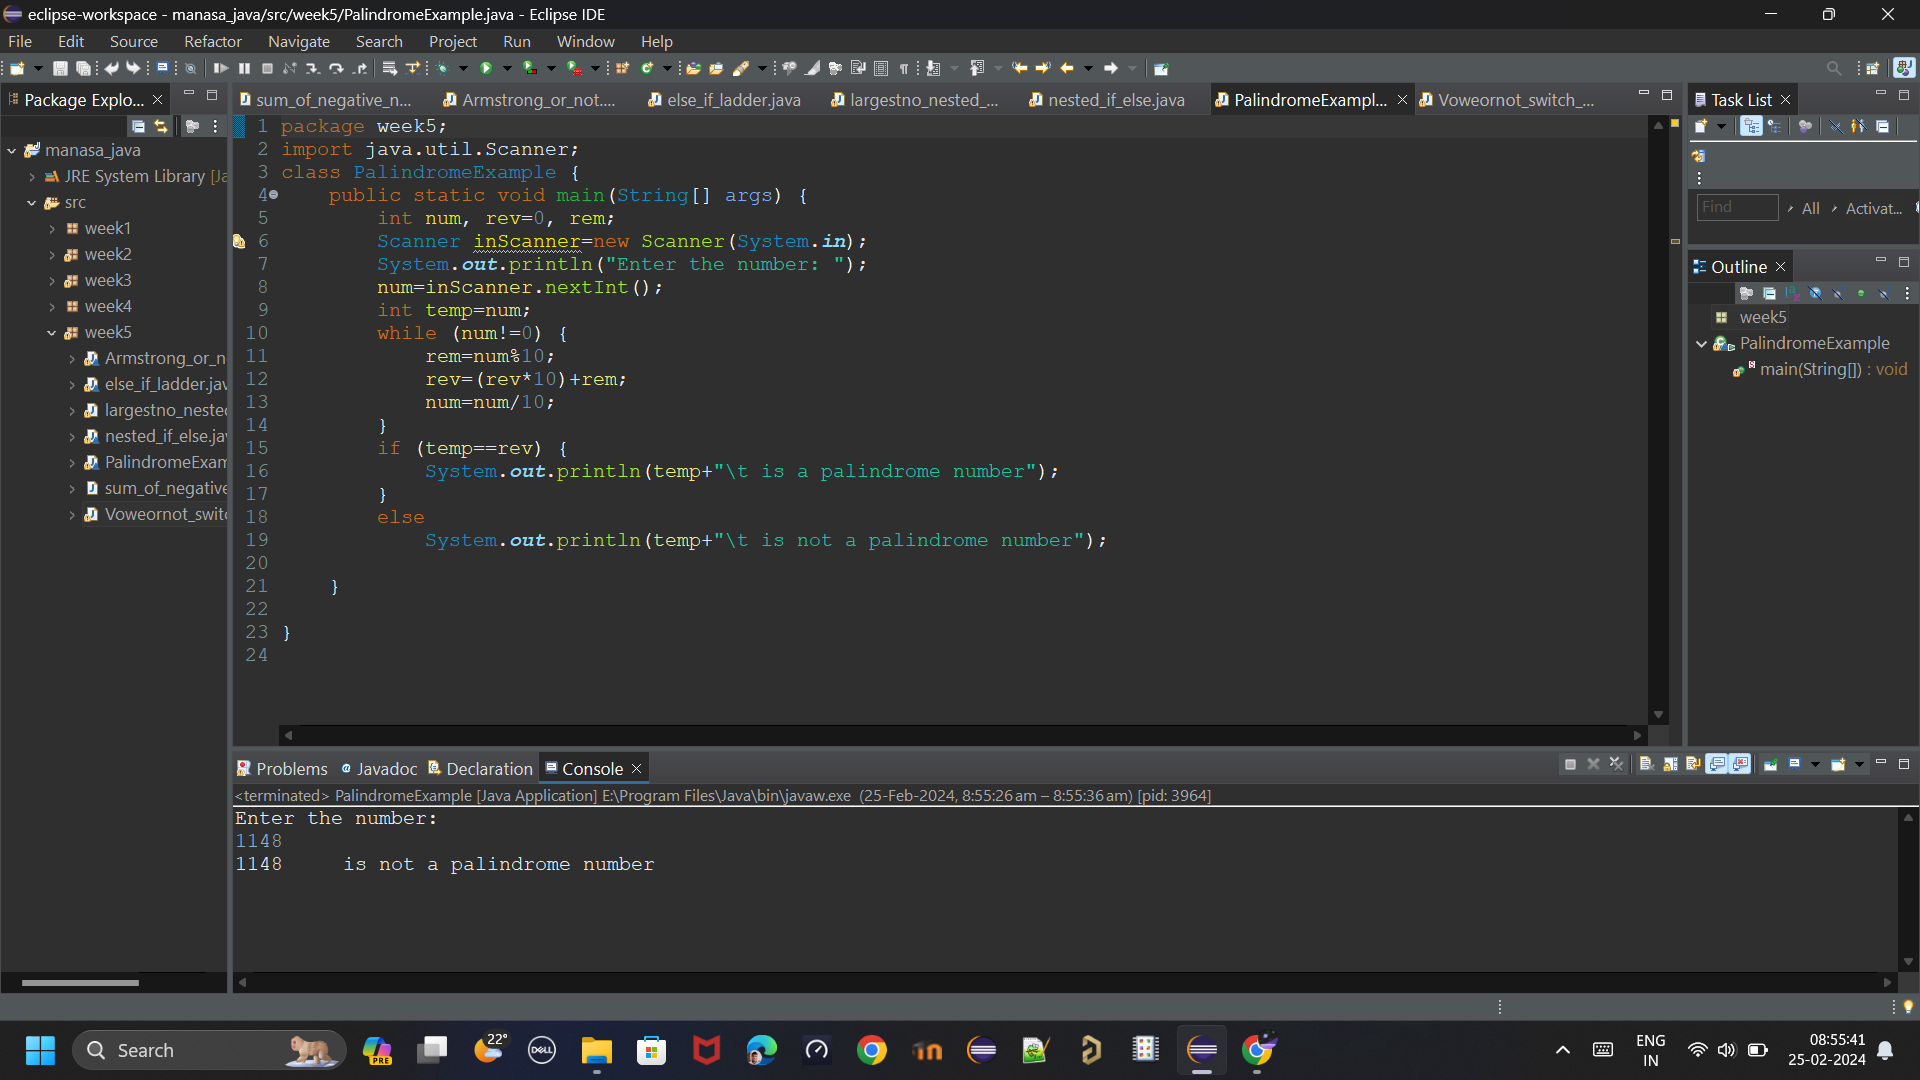 eclipse-workspace - manasa_java/src/week5/PalindromeExample.java - Eclipse IDE
File Edit Source Refactor Navigate Search Project Run Window Help
Package Explo...
manasa_java
JRE System Library [Ja
src
week1
week2
week3
week4
week5
Armstrong_or_n
else_if_ladder.jav
largestno_neste
nested_if_else.ja
PalindromeExam
sum_of_negative
Voweornot_swit
sum_of_negative_n... Armstrong_or_not.... else_if_ladder.java largestno_nested_... nested_if_else.java PalindromeExampl... Voweornot_switch_...
1 package week5;
2 import java.util.Scanner;
3 class PalindromeExample {
4     public static void main(String[] args) {
5         int num, rev=0, rem;
6         Scanner inScanner=new Scanner(System.in);
7         System.out.println("Enter the number: ");
8         num=inScanner.nextInt();
9         int temp=num;
10         while (num!=0) {
11             rem=num%10;
12             rev=(rev*10)+rem;
13             num=num/10;
14         }
15         if (temp==rev) {
16             System.out.println(temp+"\t is a palindrome number");
17         }
18         else
19             System.out.println(temp+"\t is not a palindrome number");
20
21     }
22
23 }
24
Task List
Find All Activat...
Outline
week5
PalindromeExample
main(String[]) : void
Problems Javadoc Declaration Console
<terminated> PalindromeExample [Java Application] E:\Program Files\Java\bin\javaw.exe (25-Feb-2024, 8:55:26 am – 8:55:36 am) [pid: 3964]
Enter the number:
1148
1148     is not a palindrome number
Search
PRE
22°
DELL
ENG
IN
08:55:41
25-02-2024